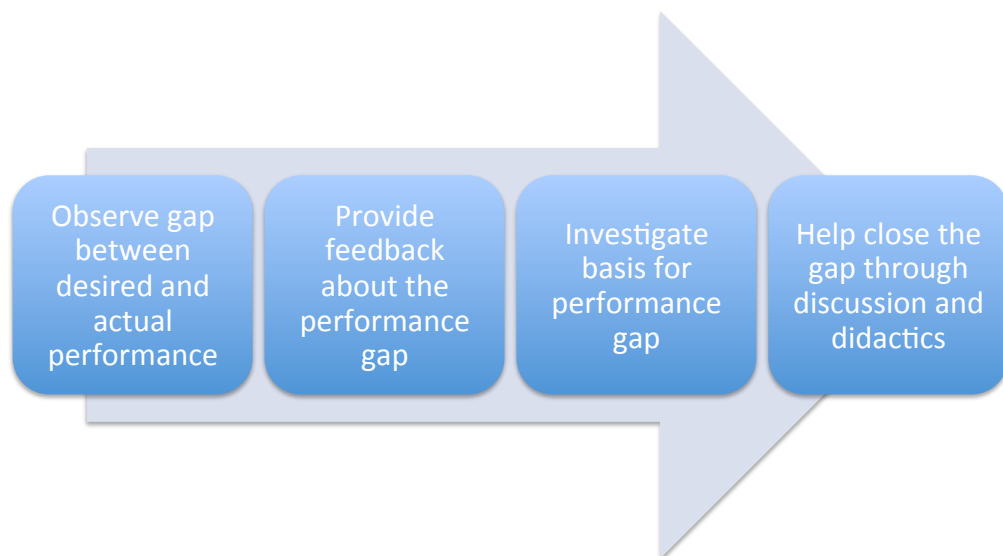 Observe gap
between
desired and
actual
performance
Provide
feedback
about the
performance
gap
Investigate
basis for
performance
gap
Help close the
gap through
discussion and
didactics